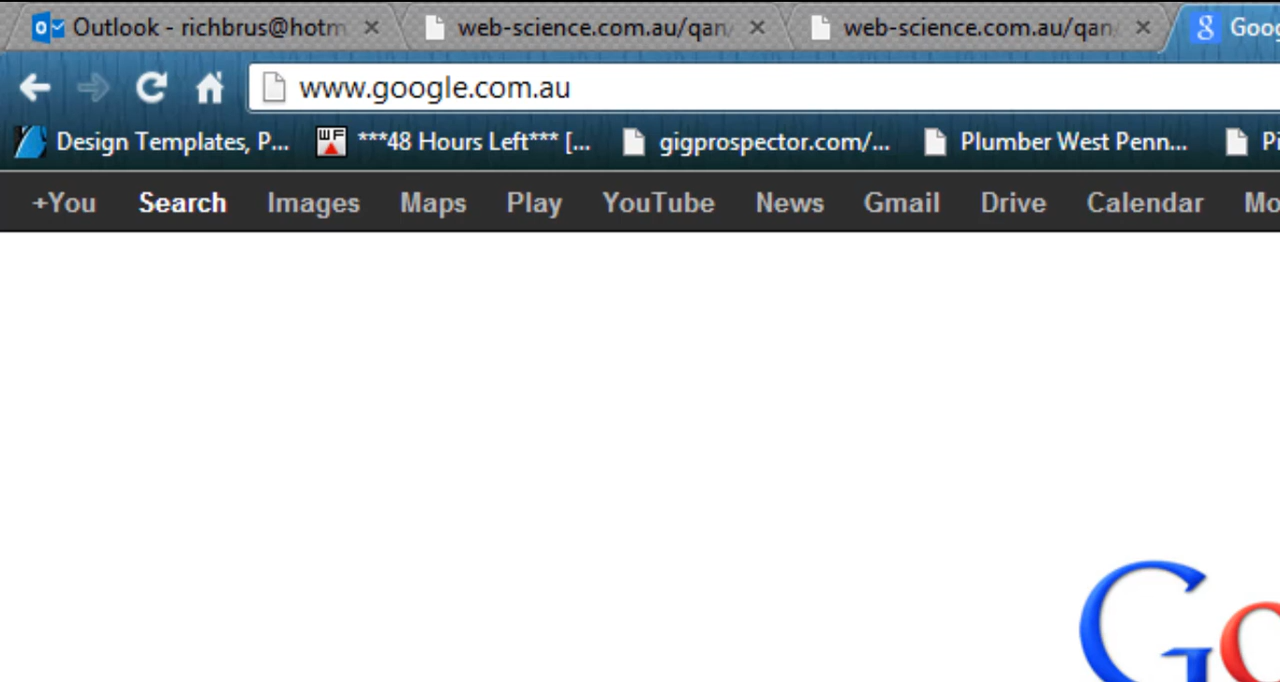 Outlook - richbrus@hotm web-science.com.au/qan web-science.com.au/qan Goog
www.google.com.au
Design Templates, P... ***48 Hours Left*** [... gigprospector.com/... Plumber West Penn... Pi
+You Search Images Maps Play YouTube News Gmail Drive Calendar Mo
Go